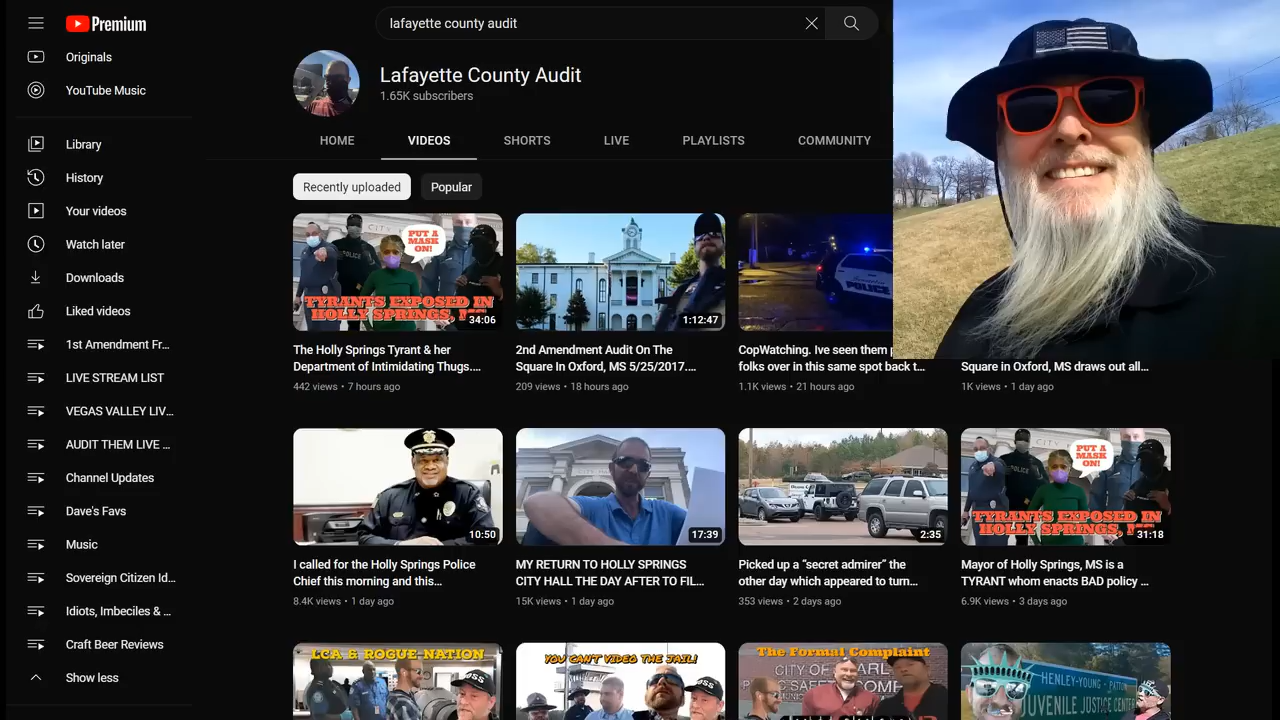 Premium
lafayette county audit
Originals
YouTube Music
Library
History
Your videos
Watch later
Downloads
Liked videos
1st Amendment Fr...
LIVE STREAM LIST
VEGAS VALLEY LIV...
AUDIT THEM LIVE ...
Channel Updates
Dave's Favs
Music
Sovereign Citizen Id...
Idiots, Imbeciles & ...
Craft Beer Reviews
Show less
Lafayette County Audit
1.65K subscribers
HOME
VIDEOS
SHORTS
LIVE
PLAYLISTS
COMMUNITY
Recently uploaded
Popular
PUT A
MASK
ON!
POLICE
TYRANTS EXPOSED IN
HOLLY SPRINGS,
34:06
The Holly Springs Tyrant & her
Department of Intimidating Thugs....
442 views • 7 hours ago
1:12:47
2nd Amendment Audit On The
Square In Oxford, MS 5/25/2017....
209 views • 18 hours ago
POLICE
CopWatching. Ive seen them
folks over in this same spot back t...
1.1K views • 21 hours ago
Square in Oxford, MS draws out all...
1K views • 1 day ago
10:50
I called for the Holly Springs Police
Chief this morning and this...
8.4K views • 1 day ago
17:39
MY RETURN TO HOLLY SPRINGS
CITY HALL THE DAY AFTER TO FIL...
15K views • 1 day ago
2:35
Picked up a “secret admirer” the
other day which appeared to turn...
353 views • 2 days ago
PUT A
MASK
ON!
POLICE
TYRANTS EXPOSED IN
HOLLY SPRINGS,
31:18
Mayor of Holly Springs, MS is a
TYRANT whom enacts BAD policy ...
6.9K views • 3 days ago
LCA & ROGUE NATION
YOU CAN'T VIDEO THE JAIL!
The Formal Complaint
CITY OF
HENLEY-YOUNG - PATTON
JUVENILE JUSTICE CENTER